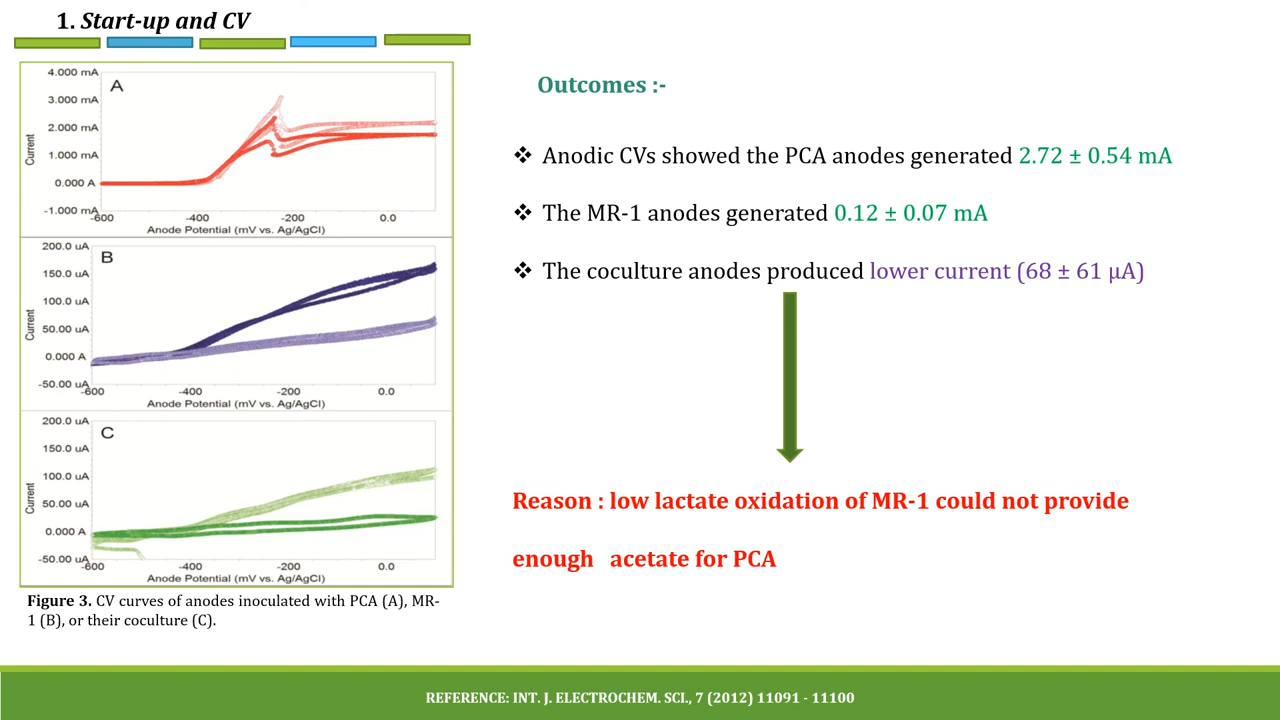 1. Start-up and CV
4.000 mA
3.000 mA
2.000 mA
1.000 mA
0.000 A
-1.000 mA
Current
A
-600
-400
-200
0.0
Anode Potential (mV vs. Ag/AgCl)
200.0 uA
150.0 uA
100.0 uA
50.00 uA
0.000 A
-50.00 uA
Current
B
-600
-400
-200
0.0
Anode Potential (mV vs. Ag/AgCl)
200.0 uA
150.0 uA
100.0 uA
50.00 uA
0.000 A
-50.00 uA
Current
C
-600
-400
-200
0.0
Anode Potential (mV vs. Ag/AgCl)
Figure 3. CV curves of anodes inoculated with PCA (A), MR-
1 (B), or their coculture (C).
Outcomes :-
❖ Anodic CVs showed the PCA anodes generated 2.72 ± 0.54 mA
❖ The MR-1 anodes generated 0.12 ± 0.07 mA
❖ The coculture anodes produced lower current (68 ± 61 μA)
Reason : low lactate oxidation of MR-1 could not provide
enough acetate for PCA
REFERENCE: INT. J. ELECTROCHEM. SCI., 7 (2012) 11091 - 11100